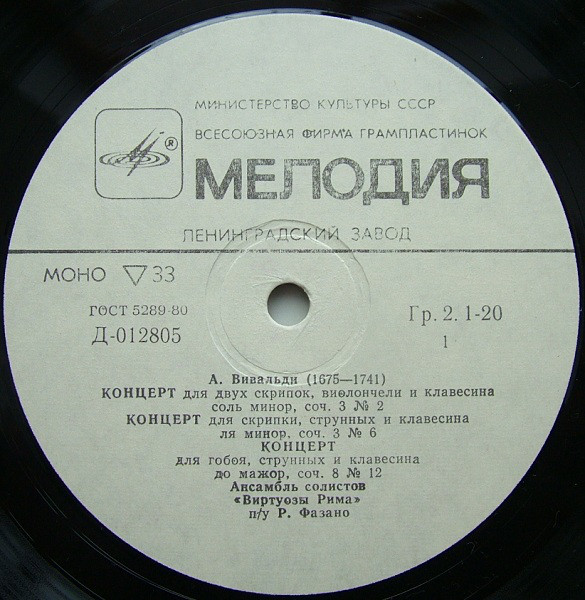 МИНИСТЕРСТВО КУЛЬТУРЫ СССР
ВСЕСОЮЗНАЯ ФИРМА ГРАМПЛАСТИНОК
®
МЕЛОДИЯ
ЛЕНИНГРАДСКИЙ ЗАВОД
МОНО ▽ 33
ГОСТ 5289-80
Д-012805
Гр. 2. 1-20
1
А. Вивальди (1675—1741)
КОНЦЕРТ для двух скрипок, виолончели и клавесина
соль минор, соч. 3 № 2
КОНЦЕРТ для скрипки, струнных и клавесина
ля минор, соч. 3 № 6
КОНЦЕРТ
для гобоя, струнных и клавесина
до мажор, соч. 8 № 12
Ансамбль солистов
«Виртуозы Рима»
п/у Р. Фазано